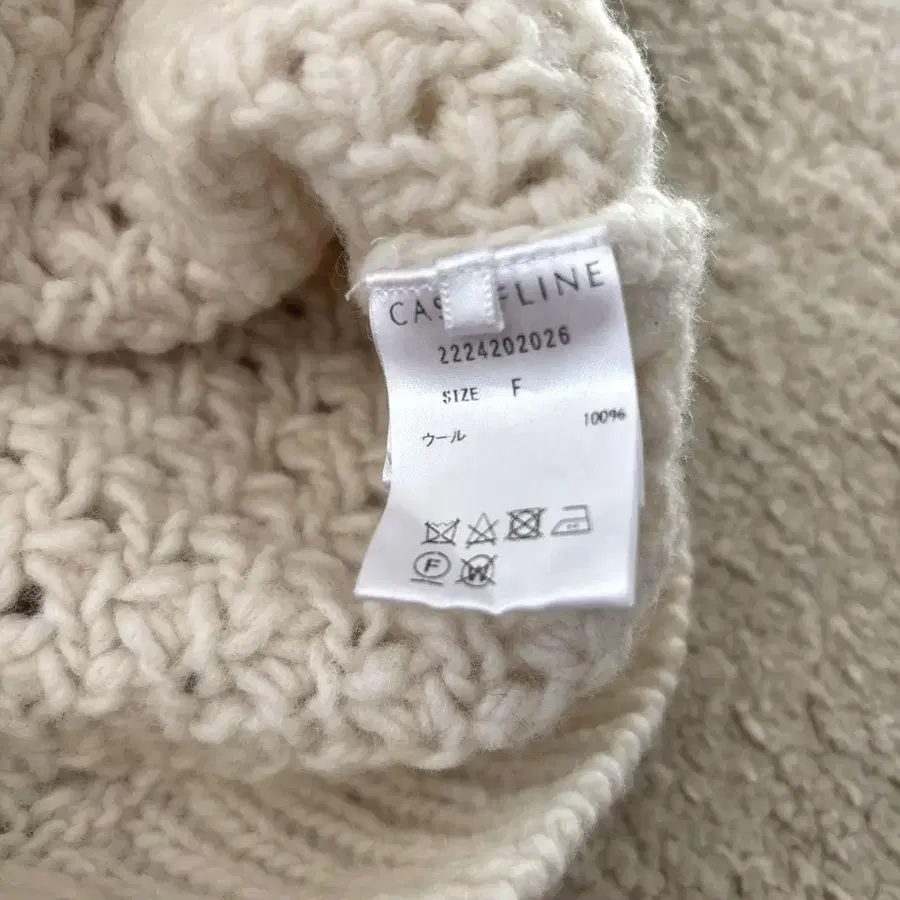 CAS FLINE
2224202026
SIZE F
ウール 100%
F W